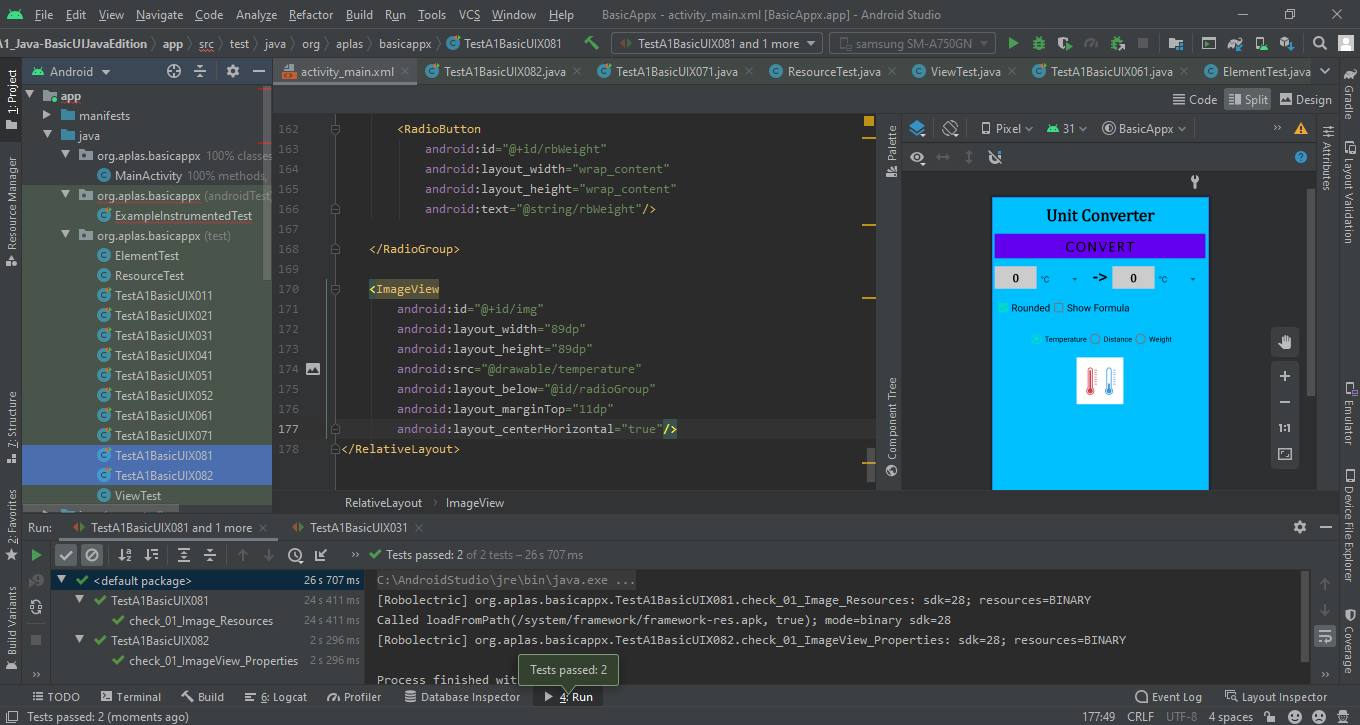 File Edit View Navigate Code Analyze Refactor Build Run Tools VCS Window Help BasicAppx - activity_main.xml [BasicAppx.app] - Android Studio
A1_Java-BasicUIJavaEdition app src test java org aplas basicappx TestA1BasicUIX081 TestA1BasicUIX081 and 1 more samsung SM-A750GN
1: Project
Resource Manager
7: Structure
2: Favorites
Build Variants
Android
app
manifests
java
org.aplas.basicappx 100% classes
MainActivity 100% methods,
org.aplas.basicappx (androidTest
ExampleInstrumentedTest
org.aplas.basicappx (test)
ElementTest
ResourceTest
TestA1BasicUIX011
TestA1BasicUIX021
TestA1BasicUIX031
TestA1BasicUIX041
TestA1BasicUIX051
TestA1BasicUIX052
TestA1BasicUIX061
TestA1BasicUIX071
TestA1BasicUIX081
TestA1BasicUIX082
ViewTest
activity_main.xml TestA1BasicUIX082.java TestA1BasicUIX071.java ResourceTest.java ViewTest.java TestA1BasicUIX061.java ElementTest.java
Code Split Design
162 <RadioButton
163 android:id="@+id/rbWeight"
164 android:layout_width="wrap_content"
165 android:layout_height="wrap_content"
166 android:text="@string/rbWeight"/>
167
168 </RadioGroup>
169
170 <ImageView
171 android:id="@+id/img"
172 android:layout_width="89dp"
173 android:layout_height="89dp"
174 android:src="@drawable/temperature"
175 android:layout_below="@id/radioGroup"
176 android:layout_marginTop="11dp"
177 android:layout_centerHorizontal="true"/>
178 </RelativeLayout>
RelativeLayout ImageView
Palette
Component Tree
Pixel 31 BasicAppx
Unit Converter
CONVERT
0 °C -> 0 °C
Rounded Show Formula
Temperature Distance Weight
1:1
Attributes
Gradle
Layout Validation
Emulator
Device File Explorer
Coverage
Run: TestA1BasicUIX081 and 1 more TestA1BasicUIX031
Tests passed: 2 of 2 tests – 26 s 707 ms
<default package> 26 s 707 ms
TestA1BasicUIX081 24 s 411 ms
check_01_Image_Resources 24 s 411 ms
TestA1BasicUIX082 2 s 296 ms
check_01_ImageView_Properties 2 s 296 ms
C:\AndroidStudio\jre\bin\java.exe ...
[Robolectric] org.aplas.basicappx.TestA1BasicUIX081.check_01_Image_Resources: sdk=28; resources=BINARY
Called loadFromPath(/system/framework/framework-res.apk, true); mode=binary sdk=28
[Robolectric] org.aplas.basicappx.TestA1BasicUIX082.check_01_ImageView_Properties: sdk=28; resources=BINARY
Process finished wit
Tests passed: 2
TODO Terminal Build 6: Logcat Profiler Database Inspector 4: Run Event Log Layout Inspector
Tests passed: 2 (moments ago) 177:49 CRLF UTF-8 4 spaces